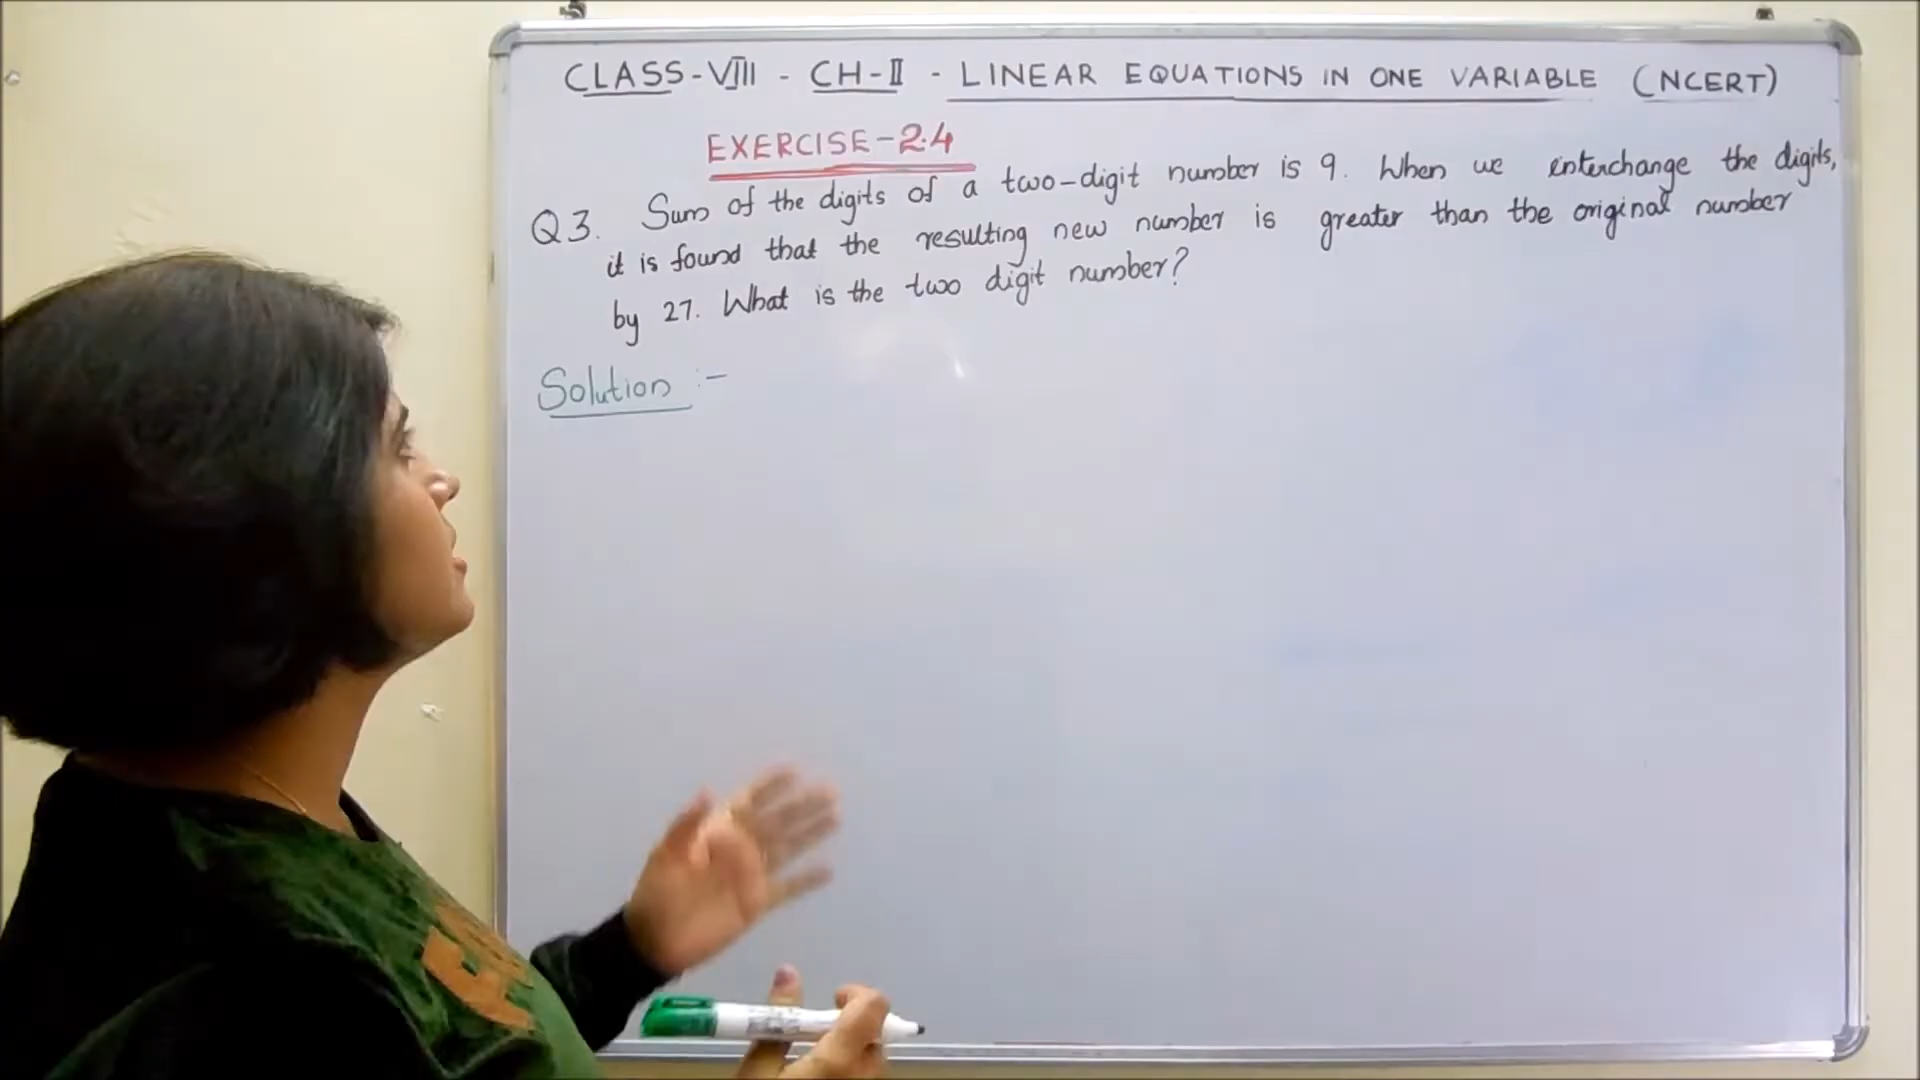 CLASS-VIII - CH-II - LINEAR EQUATIONS IN ONE VARIABLE (NCERT)
EXERCISE-2.4
Q3. Sum of the digits of a two-digit number is 9. When we interchange the digits,
it is found that the resulting new number is greater than the original number
by 27. What is the two digit number?
Solution :-